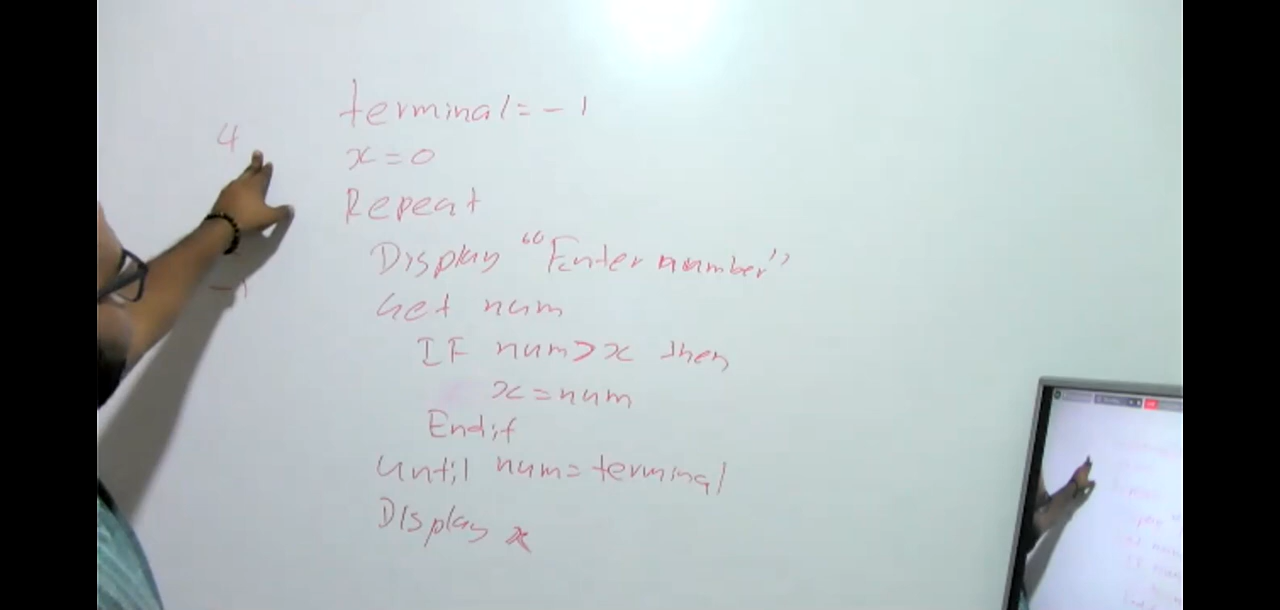 4
terminal = -1
x = 0
Repeat
Display "Enter number"
Get num
IF num > x then
x = num
Endif
Until num = terminal
Display x